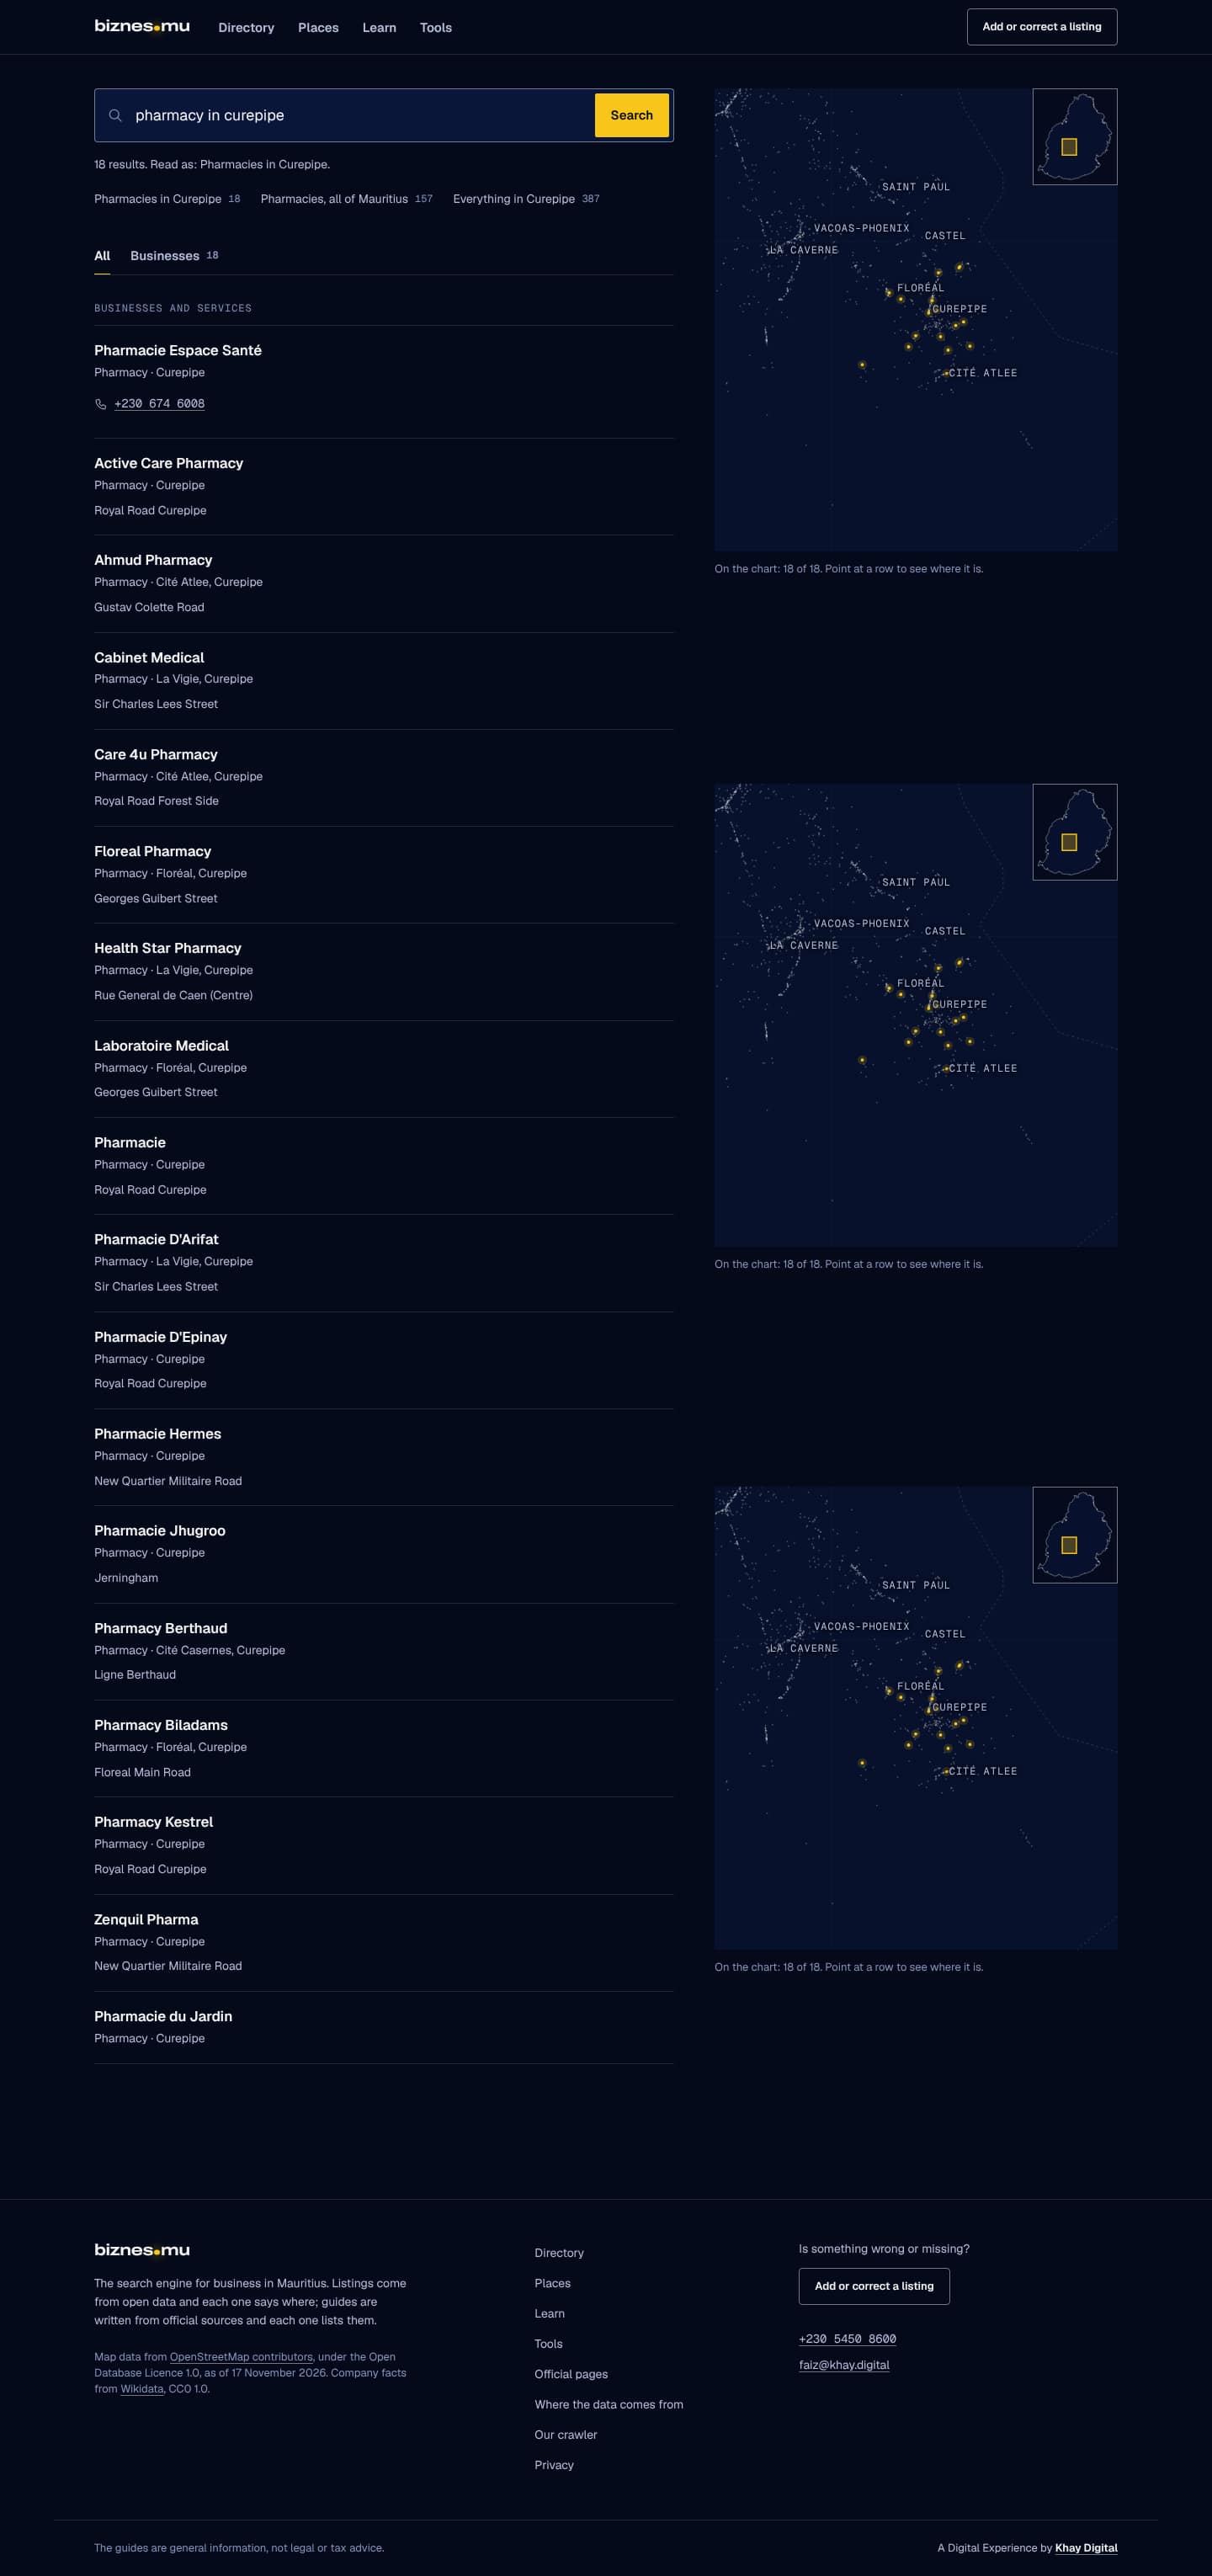 biznes.mu
Directory
Places
Learn
Tools
Add or correct a listing
pharmacy in curepipe
Search
18 results. Read as: Pharmacies in Curepipe.
Pharmacies in Curepipe 18
Pharmacies, all of Mauritius 157
Everything in Curepipe 387
All
Businesses 18
BUSINESSES AND SERVICES
Pharmacie Espace Santé
Pharmacy · Curepipe
+230 674 6008
Active Care Pharmacy
Pharmacy · Curepipe
Royal Road Curepipe
Ahmud Pharmacy
Pharmacy · Cité Atlee, Curepipe
Gustav Colette Road
Cabinet Medical
Pharmacy · La Vigie, Curepipe
Sir Charles Lees Street
Care 4u Pharmacy
Pharmacy · Cité Atlee, Curepipe
Royal Road Forest Side
Floreal Pharmacy
Pharmacy · Floréal, Curepipe
Georges Guibert Street
Health Star Pharmacy
Pharmacy · La Vigie, Curepipe
Rue General de Caen (Centre)
Laboratoire Medical
Pharmacy · Floréal, Curepipe
Georges Guibert Street
Pharmacie
Pharmacy · Curepipe
Royal Road Curepipe
Pharmacie D'Arifat
Pharmacy · La Vigie, Curepipe
Sir Charles Lees Street
Pharmacie D'Epinay
Pharmacy · Curepipe
Royal Road Curepipe
Pharmacie Hermes
Pharmacy · Curepipe
New Quartier Militaire Road
Pharmacie Jhugroo
Pharmacy · Curepipe
Jerningham
Pharmacy Berthaud
Pharmacy · Cité Casernes, Curepipe
Ligne Berthaud
Pharmacy Biladams
Pharmacy · Floréal, Curepipe
Floreal Main Road
Pharmacy Kestrel
Pharmacy · Curepipe
Royal Road Curepipe
Zenquil Pharma
Pharmacy · Curepipe
New Quartier Militaire Road
Pharmacie du Jardin
Pharmacy · Curepipe
SAINT PAUL
VACOAS-PHOENIX
CASTEL
LA CAVERNE
FLORÉAL
CUREPIPE
CITÉ ATLEE
On the chart: 18 of 18. Point at a row to see where it is.
SAINT PAUL
VACOAS-PHOENIX
CASTEL
LA CAVERNE
FLORÉAL
CUREPIPE
CITÉ ATLEE
On the chart: 18 of 18. Point at a row to see where it is.
SAINT PAUL
VACOAS-PHOENIX
CASTEL
LA CAVERNE
FLORÉAL
CUREPIPE
CITÉ ATLEE
On the chart: 18 of 18. Point at a row to see where it is.
biznes.mu
The search engine for business in Mauritius. Listings come
from open data and each one says where; guides are
written from official sources and each one lists them.
Map data from OpenStreetMap contributors, under the Open
Database Licence 1.0, as of 17 November 2026. Company facts
from Wikidata, CC0 1.0.
Directory
Places
Learn
Tools
Official pages
Where the data comes from
Our crawler
Privacy
Is something wrong or missing?
Add or correct a listing
+230 5450 8600
faiz@khay.digital
The guides are general information, not legal or tax advice.
A Digital Experience by Khay Digital